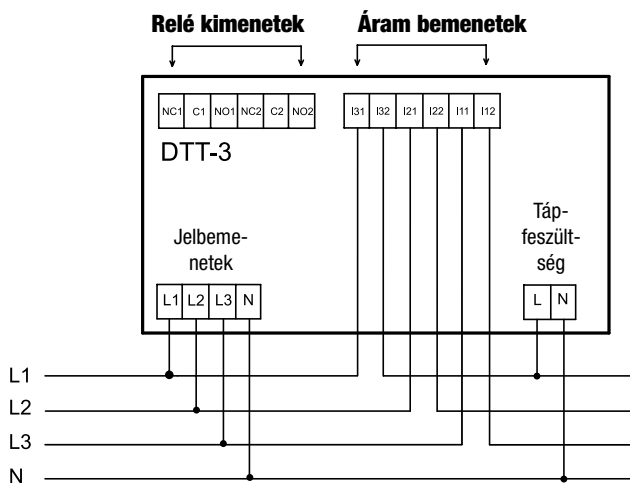 Relé kimenetek Áram bemenetek
NC1 C1 NO1 NC2 C2 NO2 I31 I32 I21 I22 I11 I12
DTT-3
Jelbeme-
netek
Táp-
feszült-
ség
L1 L2 L3 N L N
L1
L2
L3
N